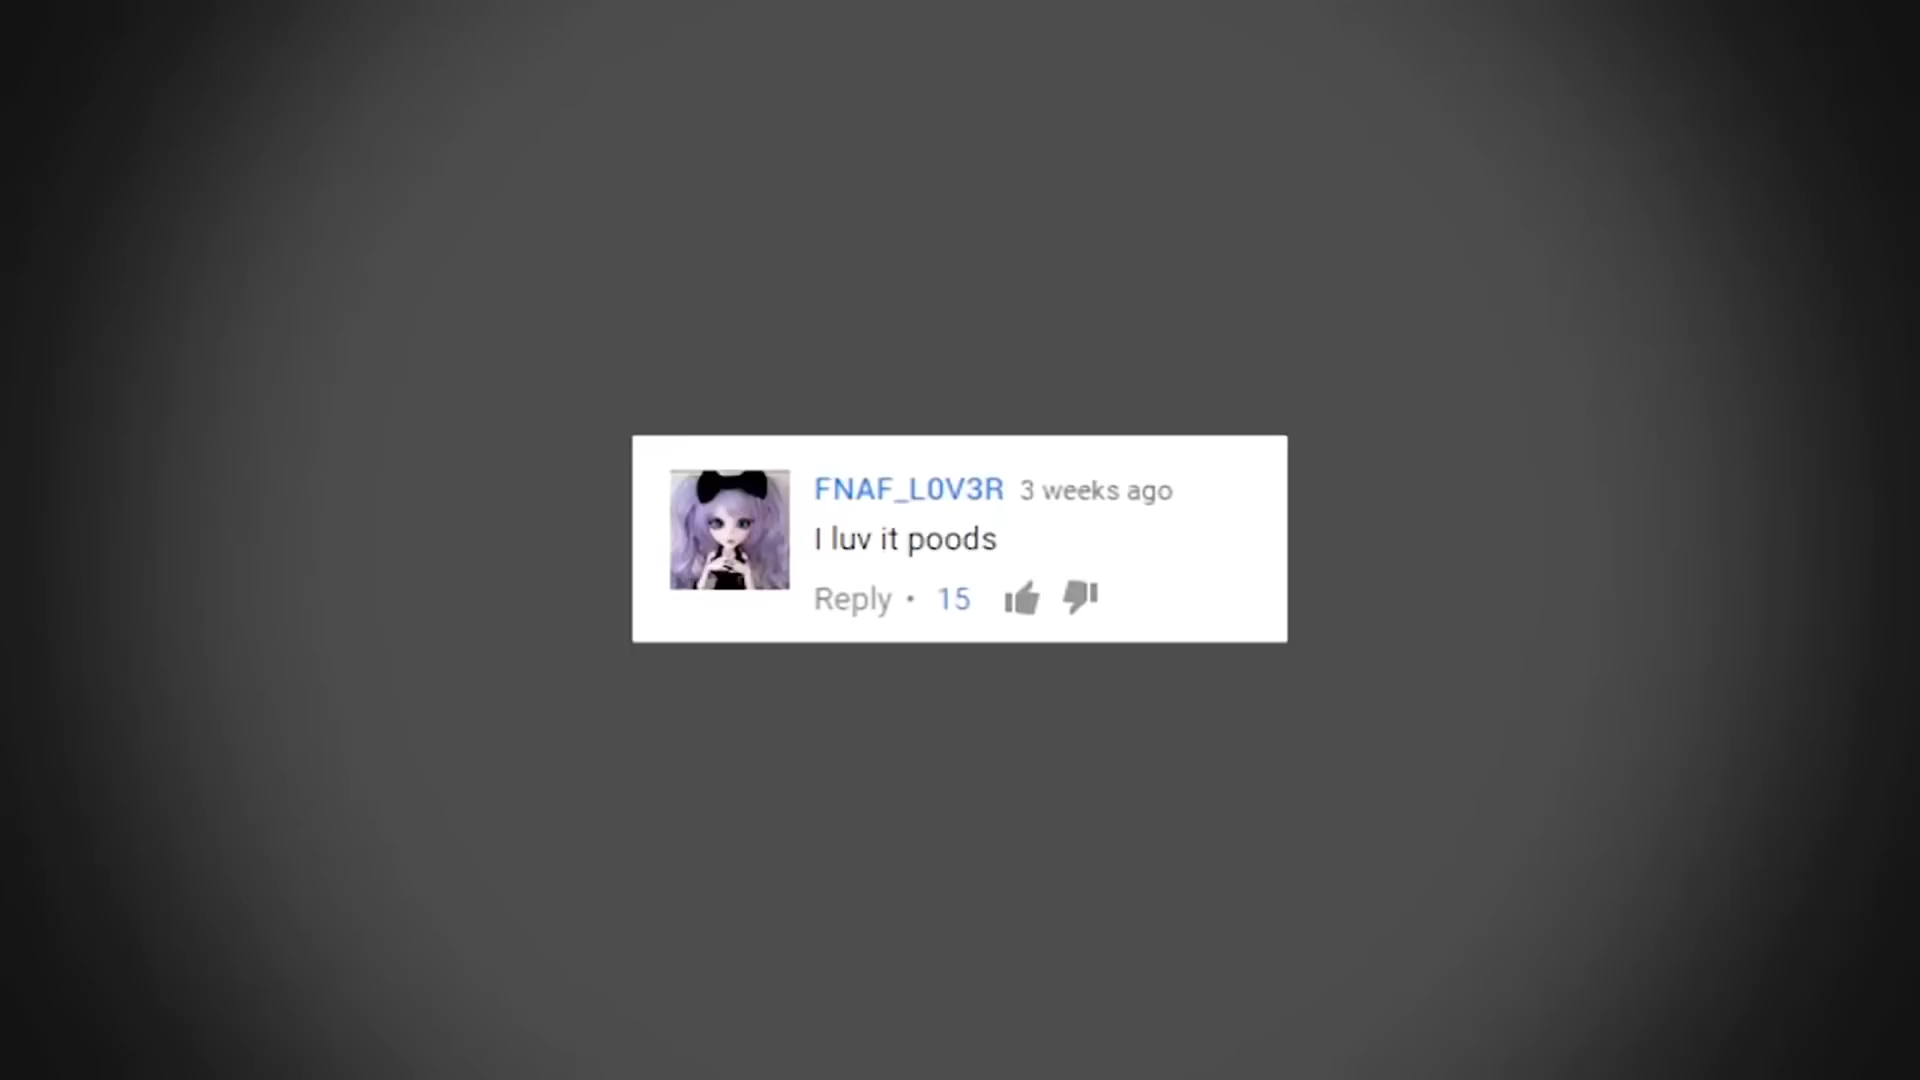 FNAF_L0V3R 3 weeks ago
I luv it poods
Reply • 15